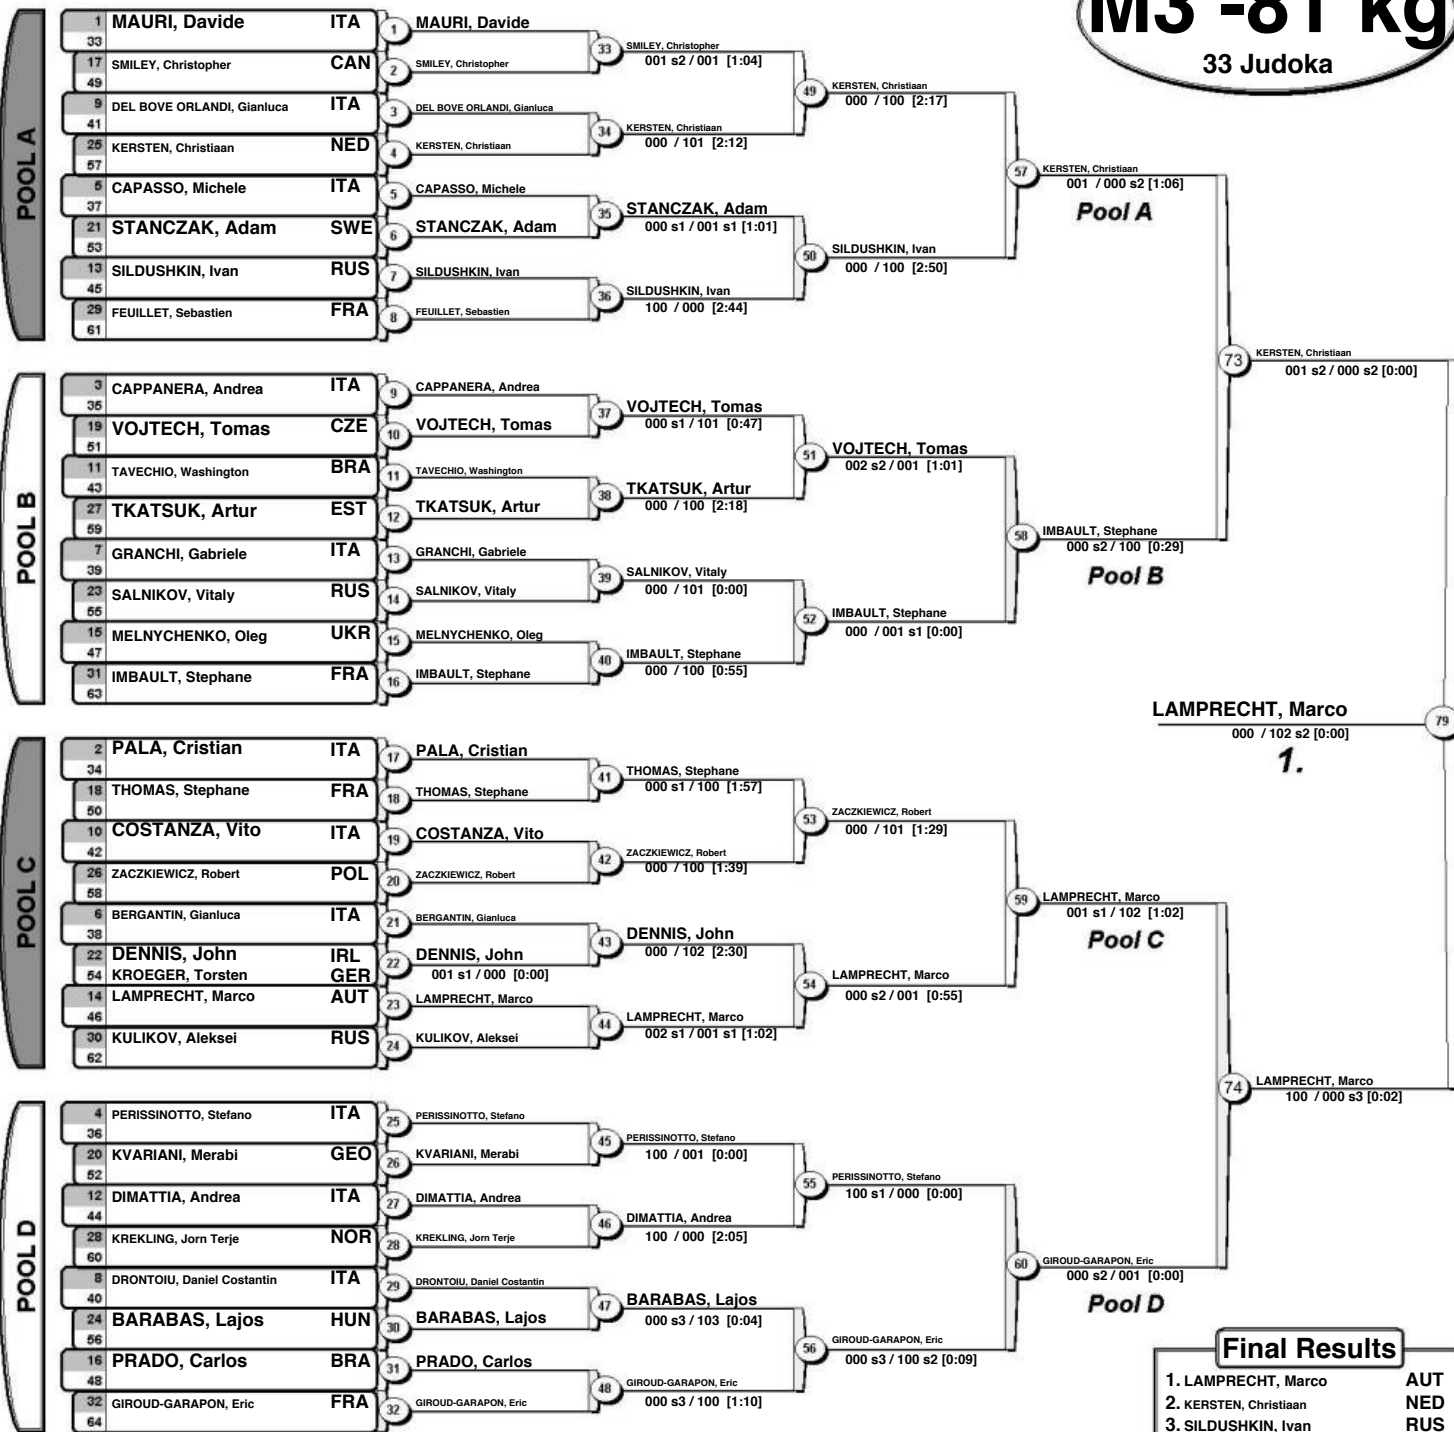 M3 -81 kg
33 Judoka
POOL A
1 MAURI, Davide ITA
33
17 SMILEY, Christopher CAN
49
9 DEL BOVE ORLANDI, Gianluca ITA
41
25 KERSTEN, Christiaan NED
57
5 CAPASSO, Michele ITA
37
21 STANCZAK, Adam SWE
53
13 SILDUSHKIN, Ivan RUS
45
29 FEUILLET, Sebastien FRA
61
1 MAURI, Davide
2 SMILEY, Christopher
3 DEL BOVE ORLANDI, Gianluca
4 KERSTEN, Christiaan
5 CAPASSO, Michele
6 STANCZAK, Adam
7 SILDUSHKIN, Ivan
8 FEUILLET, Sebastien
33 SMILEY, Christopher
001 s2 / 001 [1:04]
34 KERSTEN, Christiaan
000 / 101 [2:12]
35 STANCZAK, Adam
000 s1 / 001 s1 [1:01]
36 SILDUSHKIN, Ivan
100 / 000 [2:44]
49 KERSTEN, Christiaan
000 / 100 [2:17]
50 SILDUSHKIN, Ivan
000 / 100 [2:50]
57 KERSTEN, Christiaan
001 / 000 s2 [1:06]
Pool A
POOL B
3 CAPPANERA, Andrea ITA
35
19 VOJTECH, Tomas CZE
51
11 TAVECHIO, Washington BRA
43
27 TKATSUK, Artur EST
59
7 GRANCHI, Gabriele ITA
39
23 SALNIKOV, Vitaly RUS
55
15 MELNYCHENKO, Oleg UKR
47
31 IMBAULT, Stephane FRA
63
9 CAPPANERA, Andrea
10 VOJTECH, Tomas
11 TAVECHIO, Washington
12 TKATSUK, Artur
13 GRANCHI, Gabriele
14 SALNIKOV, Vitaly
15 MELNYCHENKO, Oleg
16 IMBAULT, Stephane
37 VOJTECH, Tomas
000 s1 / 101 [0:47]
38 TKATSUK, Artur
000 / 100 [2:18]
39 SALNIKOV, Vitaly
000 / 101 [0:00]
40 IMBAULT, Stephane
000 / 100 [0:55]
51 VOJTECH, Tomas
002 s2 / 001 [1:01]
52 IMBAULT, Stephane
000 / 001 s1 [0:00]
58 IMBAULT, Stephane
000 s2 / 100 [0:29]
Pool B
73 KERSTEN, Christiaan
001 s2 / 000 s2 [0:00]
LAMPRECHT, Marco 79
000 / 102 s2 [0:00]
1.
POOL C
2 PALA, Cristian ITA
34
18 THOMAS, Stephane FRA
50
10 COSTANZA, Vito ITA
42
26 ZACZKIEWICZ, Robert POL
58
6 BERGANTIN, Gianluca ITA
38
22 DENNIS, John IRL
54 KROEGER, Torsten GER
14 LAMPRECHT, Marco AUT
46
30 KULIKOV, Aleksei RUS
62
17 PALA, Cristian
18 THOMAS, Stephane
19 COSTANZA, Vito
20 ZACZKIEWICZ, Robert
21 BERGANTIN, Gianluca
22 DENNIS, John
001 s1 / 000 [0:00]
23 LAMPRECHT, Marco
24 KULIKOV, Aleksei
41 THOMAS, Stephane
000 s1 / 100 [1:57]
42 ZACZKIEWICZ, Robert
000 / 100 [1:39]
43 DENNIS, John
000 / 102 [2:30]
44 LAMPRECHT, Marco
002 s1 / 001 s1 [1:02]
53 ZACZKIEWICZ, Robert
000 / 101 [1:29]
54 LAMPRECHT, Marco
000 s2 / 001 [0:55]
59 LAMPRECHT, Marco
001 s1 / 102 [1:02]
Pool C
POOL D
4 PERISSINOTTO, Stefano ITA
36
20 KVARIANI, Merabi GEO
52
12 DIMATTIA, Andrea ITA
44
28 KREKLING, Jorn Terje NOR
60
8 DRONTOIU, Daniel Costantin ITA
40
24 BARABAS, Lajos HUN
56
16 PRADO, Carlos BRA
48
32 GIROUD-GARAPON, Eric FRA
64
25 PERISSINOTTO, Stefano
26 KVARIANI, Merabi
27 DIMATTIA, Andrea
28 KREKLING, Jorn Terje
29 DRONTOIU, Daniel Costantin
30 BARABAS, Lajos
31 PRADO, Carlos
32 GIROUD-GARAPON, Eric
45 PERISSINOTTO, Stefano
100 / 001 [0:00]
46 DIMATTIA, Andrea
100 / 000 [2:05]
47 BARABAS, Lajos
000 s3 / 103 [0:04]
48 GIROUD-GARAPON, Eric
000 s3 / 100 [1:10]
55 PERISSINOTTO, Stefano
100 s1 / 000 [0:00]
56 GIROUD-GARAPON, Eric
000 s3 / 100 s2 [0:09]
60 GIROUD-GARAPON, Eric
000 s2 / 001 [0:00]
Pool D
74 LAMPRECHT, Marco
100 / 000 s3 [0:02]
Final Results
1. LAMPRECHT, Marco AUT
2. KERSTEN, Christiaan NED
3. SILDUSHKIN, Ivan RUS